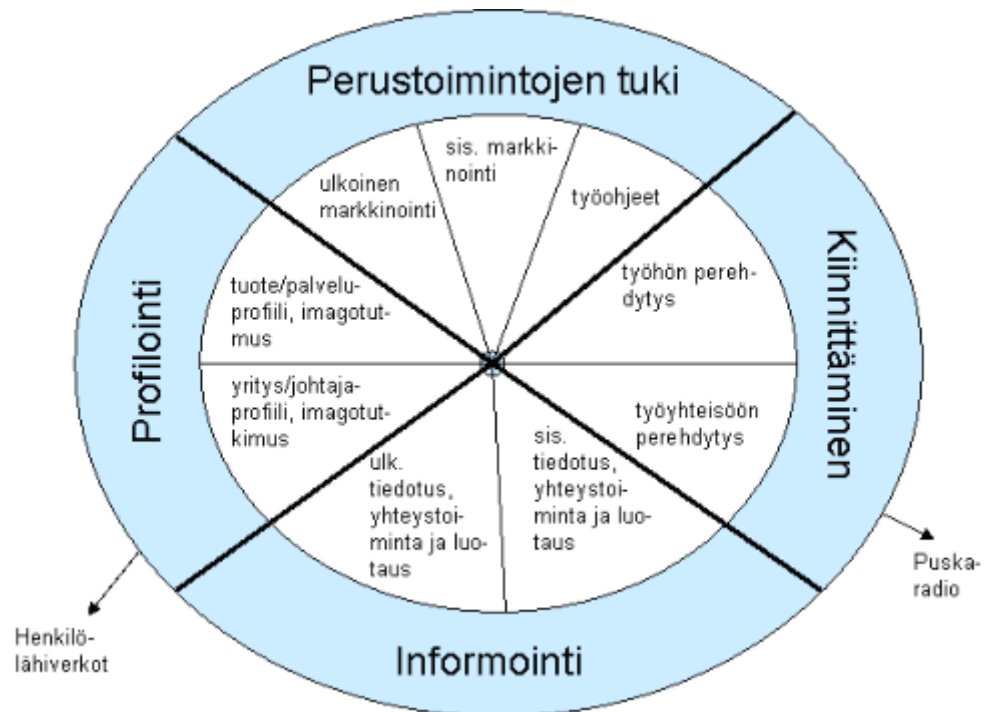 Perustoimintojen tuki
sis. markki-
nointi
ulkoinen
markkinointi
työohjeet
Kiinnittäminen
työhön pereh-
dytys
työyhteisöön
perehdytys
Profilointi
tuote/palvelu-
profiili, imagotut-
mus
yritys/johtaja-
profiili, imagotut-
kimus
ulk.
tiedotus,
yhteystoi-
minta ja luo-
taus
sis.
tiedotus,
yhteystoi-
minta ja luo-
taus
Informointi
Puska-
radio
Henkilö-
lähiverkot